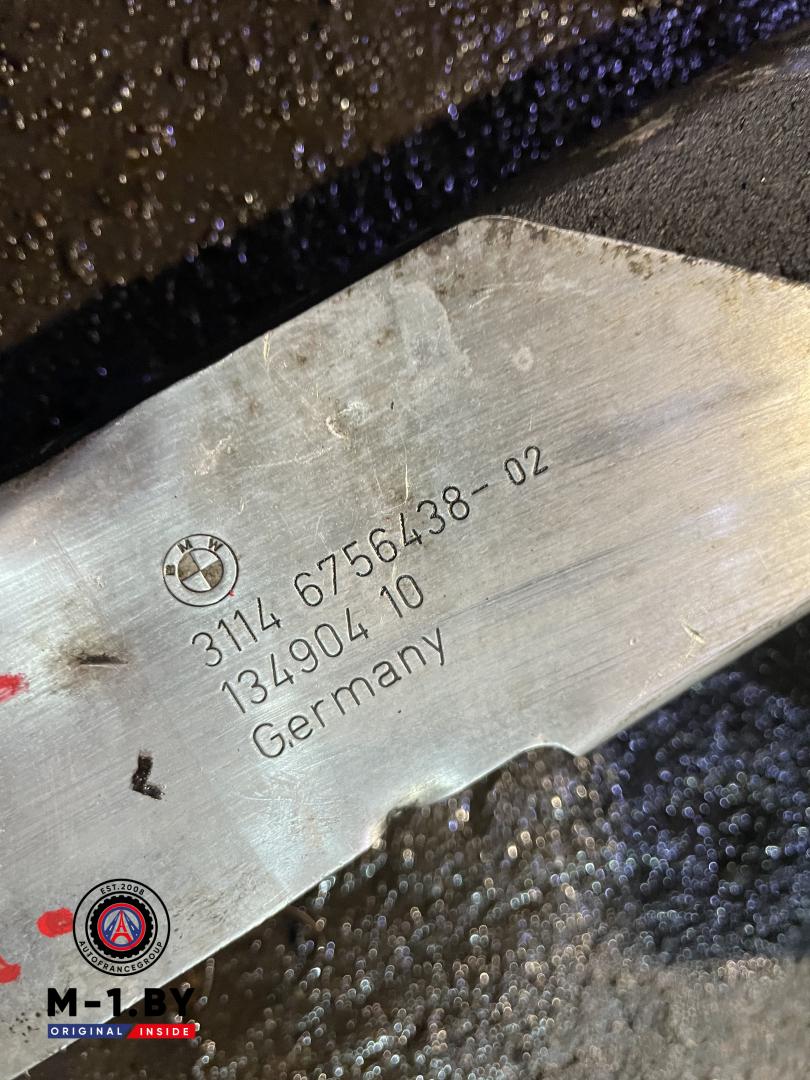 BMW
3114 6756438-02
134904 10
Germany
L
EST.2008
AUTOFRANCEGROUP
M-1.BY
ORIGINAL INSIDE